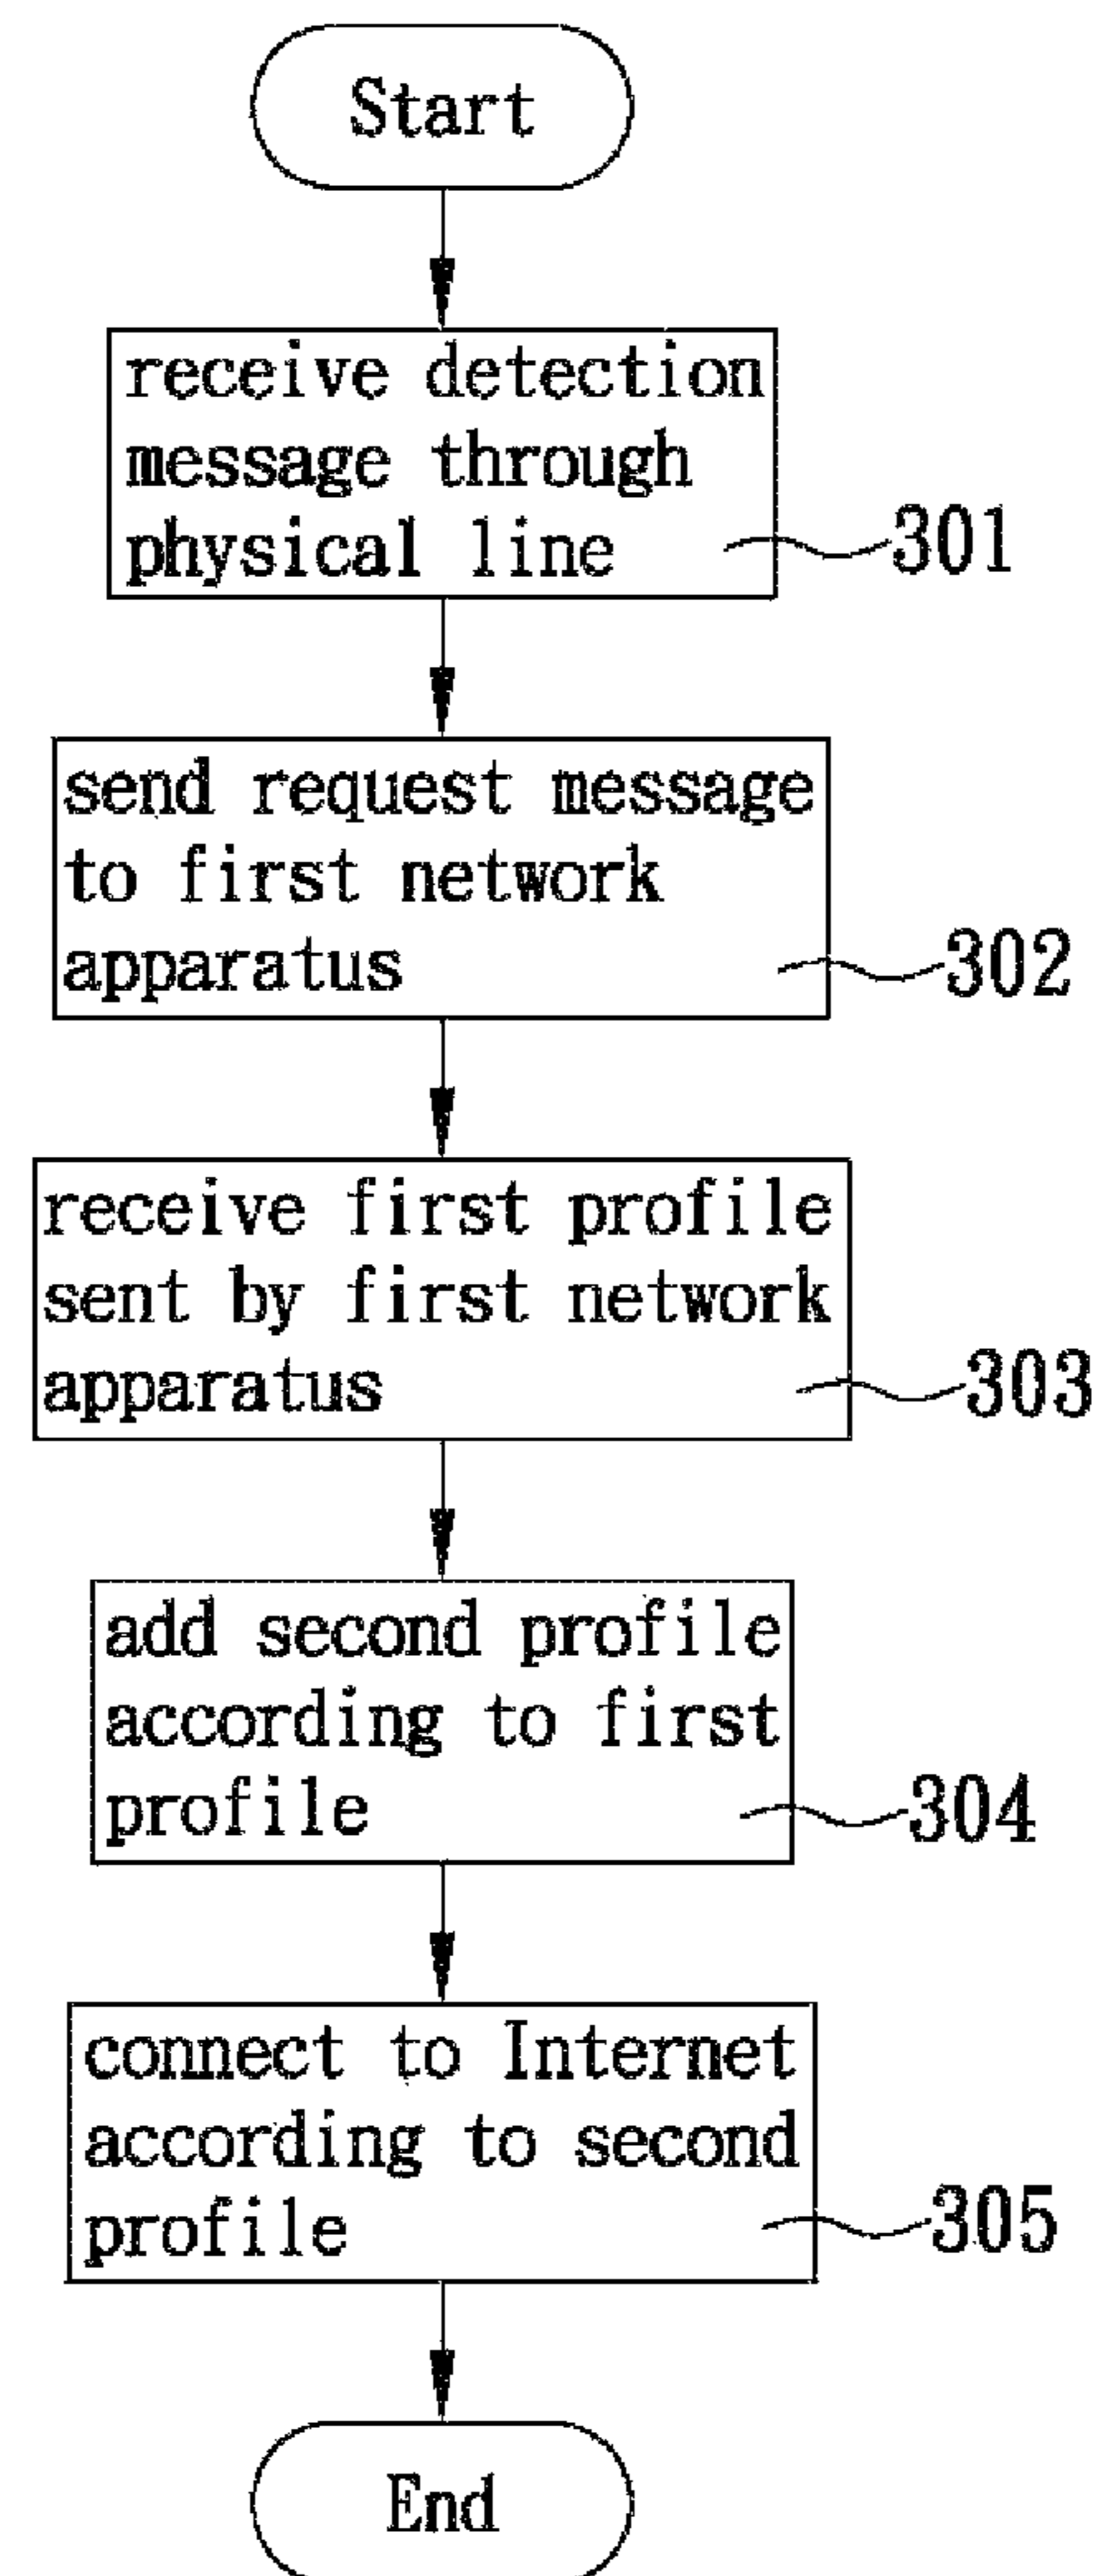 Start
receive detection
message through
physical line
301
send request message
to first network
apparatus
302
receive first profile
sent by first network
apparatus
303
add second profile
according to first
profile
304
connect to Internet
according to second
profile
305
End